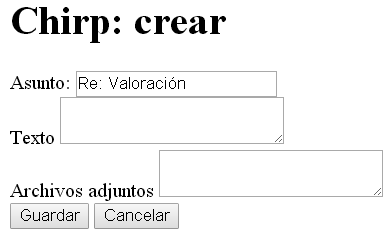 Chirp: crear
Asunto: Re: Valoración
Texto
Archivos adjuntos
Guardar Cancelar